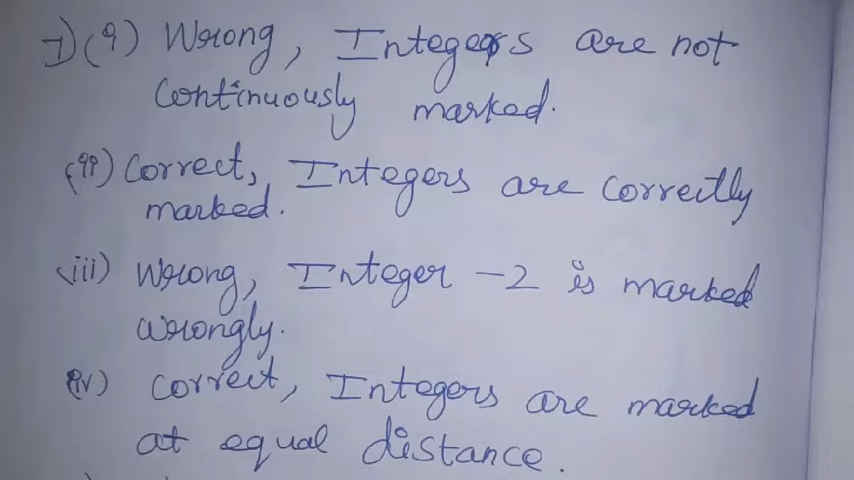 I) (i) Wrong, Integers are not
continuously marked.
(ii) Correct, Integers are correctly
marked.
(iii) Wrong, Integer -2 is marked
wrongly.
(iv) Correct, Integers are marked
at equal distance.